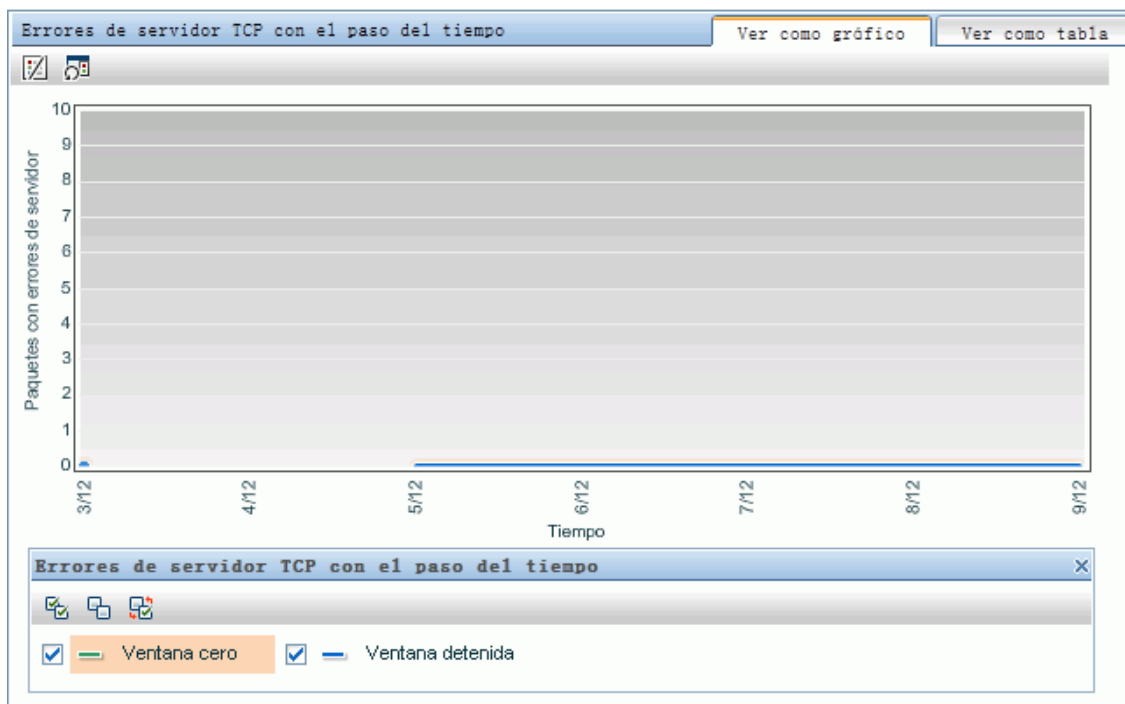 Errores de servidor TCP con el paso del tiempo
Ver como gráfico
Ver como tabla
Paquetes con errores de servidor
10
9
8
7
6
5
4
3
2
1
0
3/12
4/12
5/12
6/12
7/12
8/12
9/12
Tiempo
Errores de servidor TCP con el paso del tiempo
Ventana cero
Ventana detenida